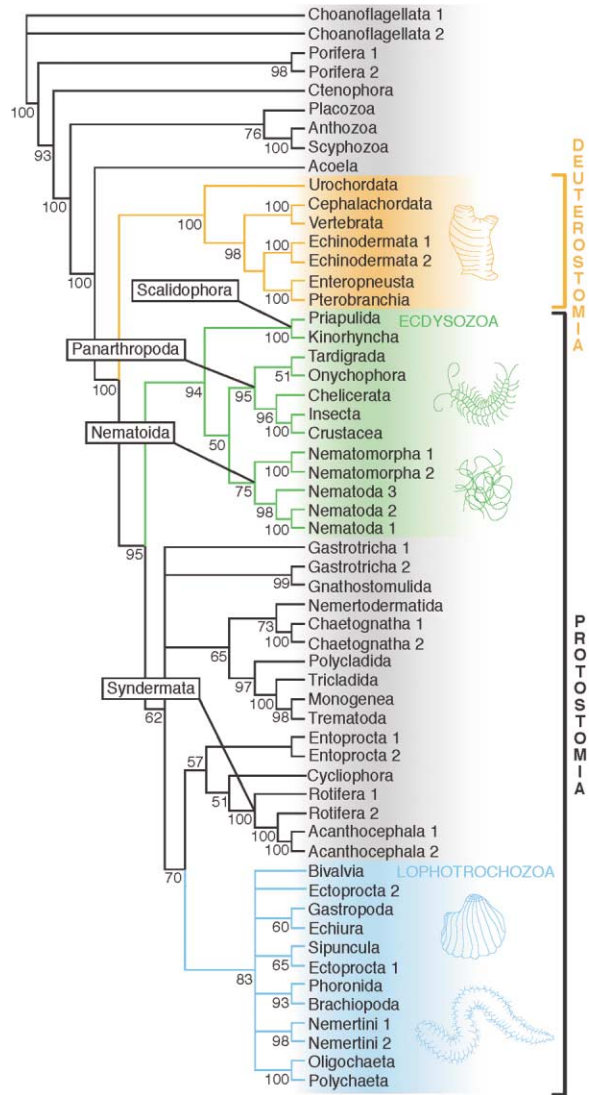 Choanoflagellata 1
Choanoflagellata 2
Porifera 1
98
Porifera 2
Ctenophora
100
Placozoa
76
Anthozoa
93
100
Scyphozoa
Acoela
Urochordata
100
Cephalachordata
100
Vertebrata
100
98
100
Echinodermata 1
Echinodermata 2
100
Enteropneusta
Scalidophora
100
Pterobranchia
DEUTEROSTOMIA
Priapulida
ECDYSOZOA
100
Kinorhyncha
Panarthropoda
Tardigrada
51
Onychophora
100
94
95
Chelicerata
96
Insecta
100
Crustacea
Nematoida
50
Nematomorpha 1
100
Nematomorpha 2
75
Nematoda 3
98
Nematoda 2
100
Nematoda 1
95
Gastrotricha 1
Gastrotricha 2
99
Gnathostomulida
Nemertodermatida
73
Chaetognatha 1
100
Chaetognatha 2
65
Polycladida
97
Tricladida
Syndermata
100
Monogenea
98
Trematoda
62
Entoprocta 1
57
Entoprocta 2
Cycliophora
51
Rotifera 1
100
Rotifera 2
100
Acanthocephala 1
100
Acanthocephala 2
PROTOSTOMIA
70
Bivalvia
LOPHOTROCHOZOA
Ectoprocta 2
Gastropoda
60
Echiura
Sipuncula
65
Ectoprocta 1
83
Phoronida
93
Brachiopoda
Nemertini 1
98
Nemertini 2
Oligochaeta
100
Polychaeta